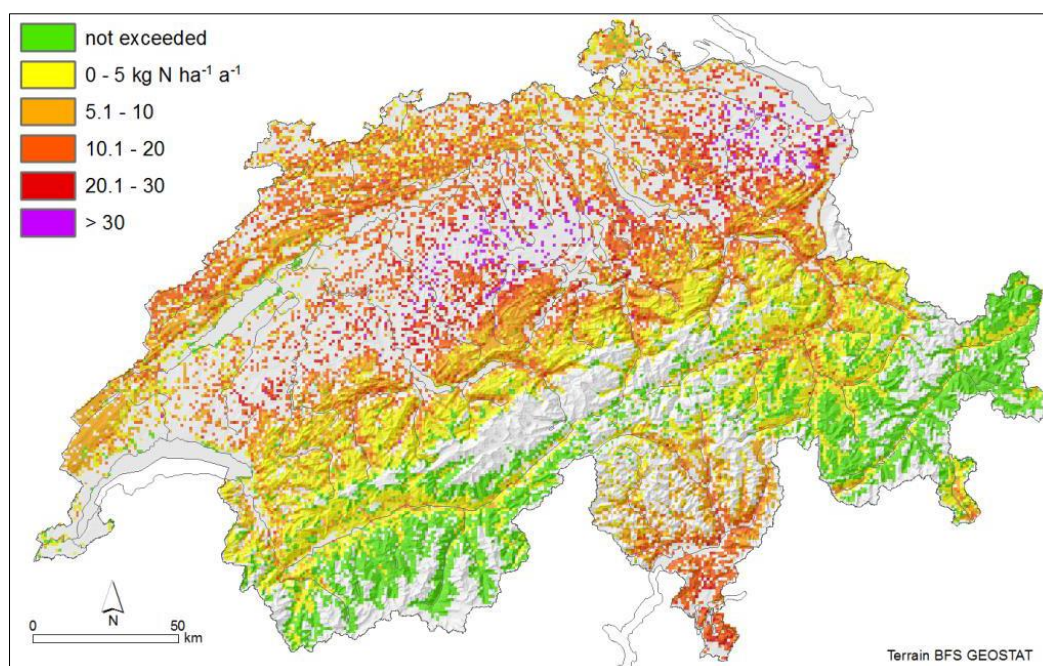 not exceeded
0 - 5 kg N ha⁻¹ a⁻¹
5.1 - 10
10.1 - 20
20.1 - 30
> 30
N
0 50
km
Terrain BFS GEOSTAT